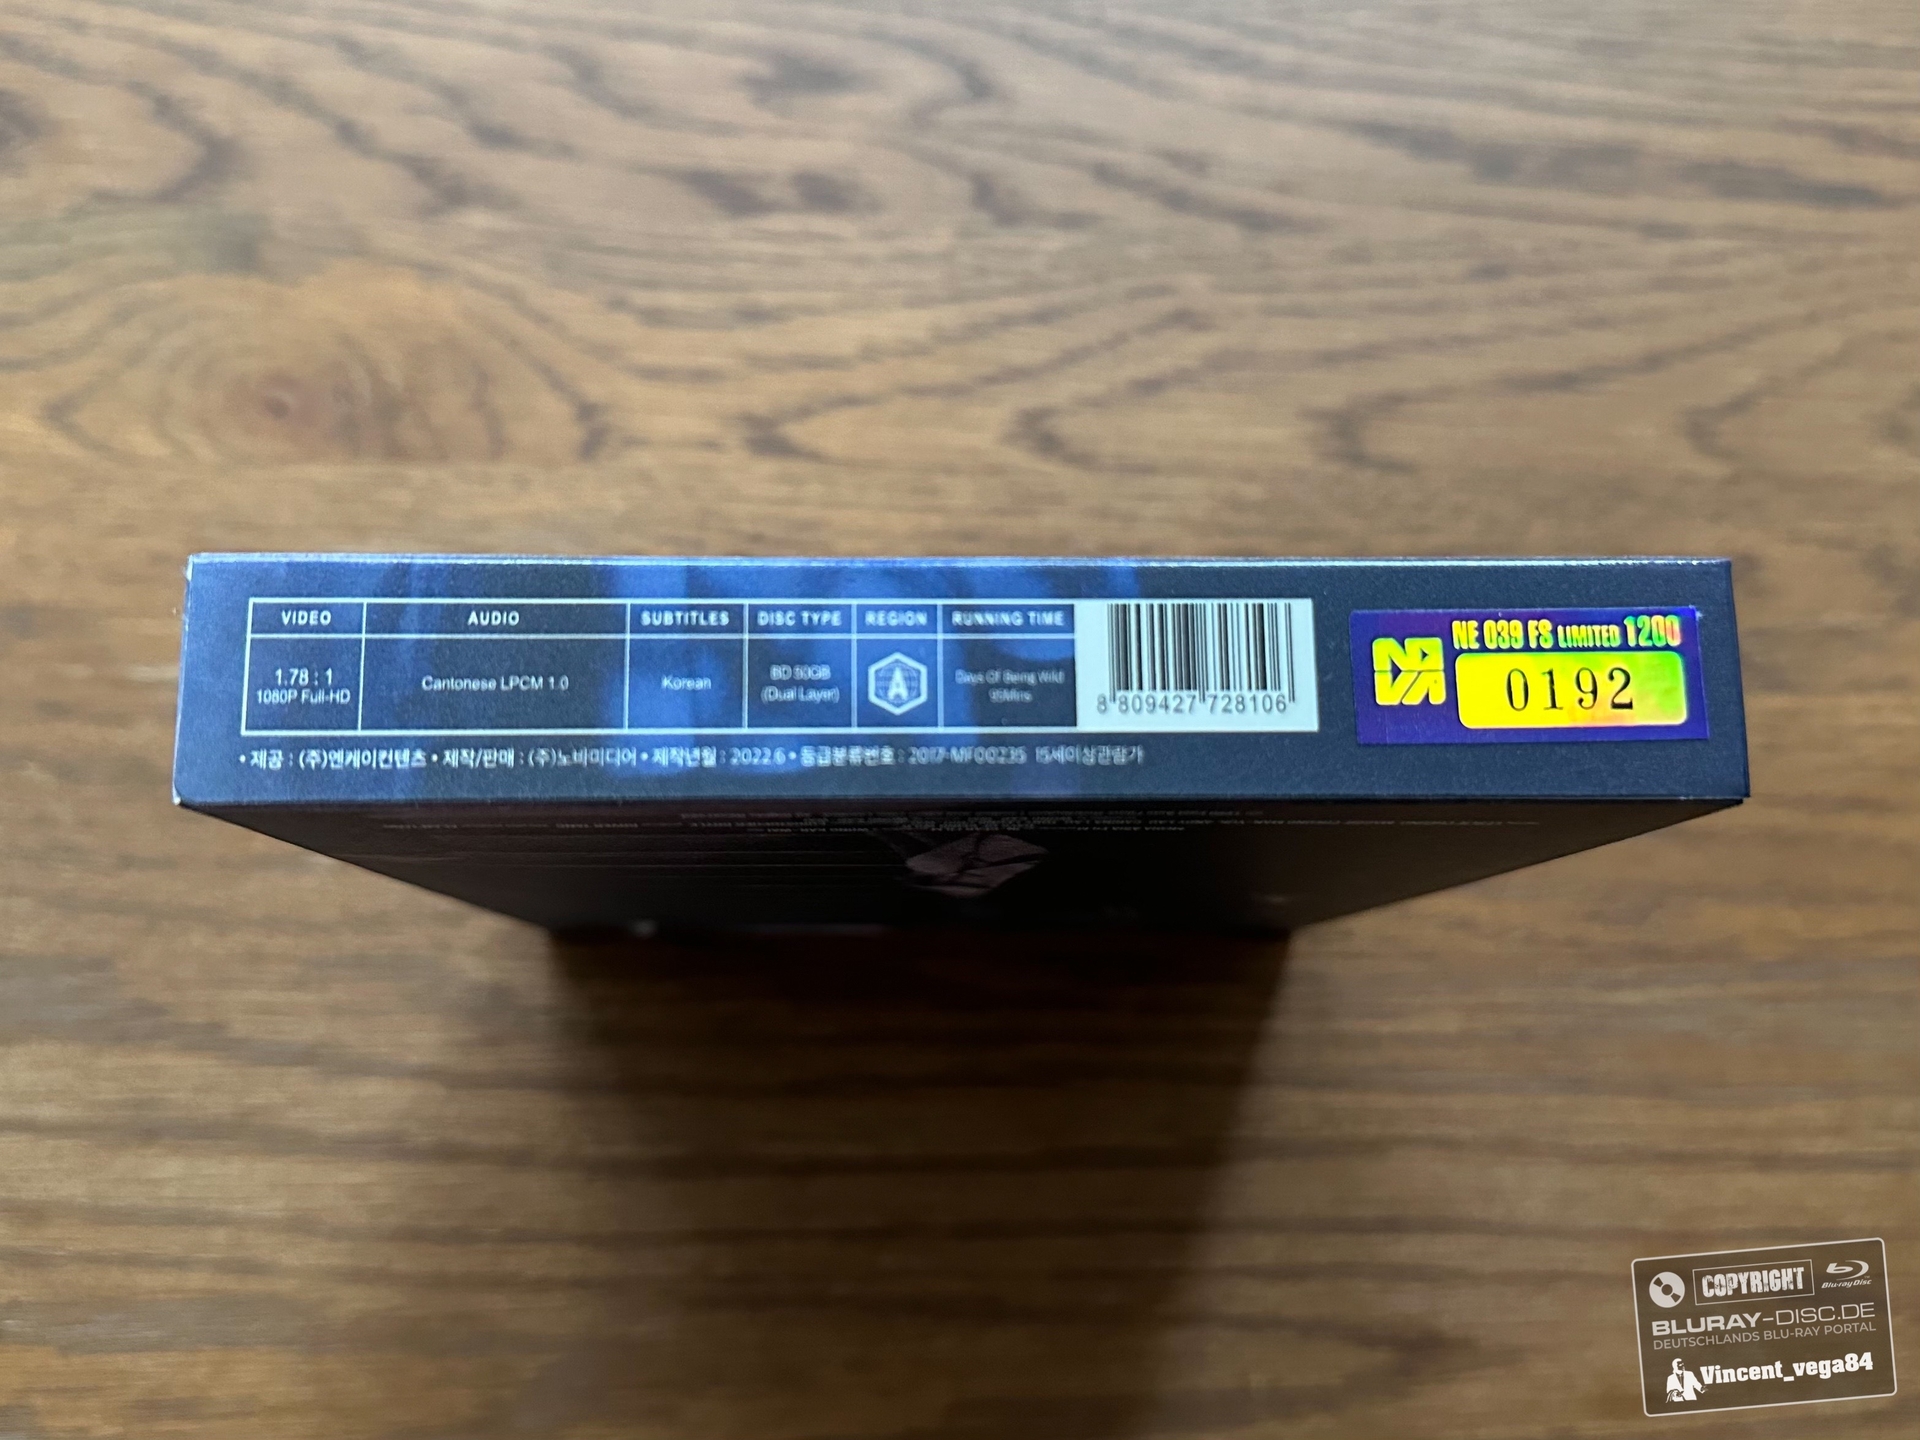 VIDEO AUDIO SUBTITLES DISC TYPE REGION RUNNING TIME
1.78 : 1
1080P Full-HD
Cantonese LPCM 1.0
Korean
BD 50GB
(Dual Layer)
A
Days Of Being Wild
95Mins
8 809427 728106
• 제공 : (주)엔케이컨텐츠 • 제작/판매 : (주)노바미디어 • 제작년월 : 2022.6 • 등급분류번호 : 2017-MF00235 15세이상관람가
NOVA
NE 039 FS LIMITED 1200
0192
COPYRIGHT
Blu-ray Disc
BLURAY-DISC.DE
DEUTSCHLANDS BLU-RAY PORTAL
Vincent_vega84